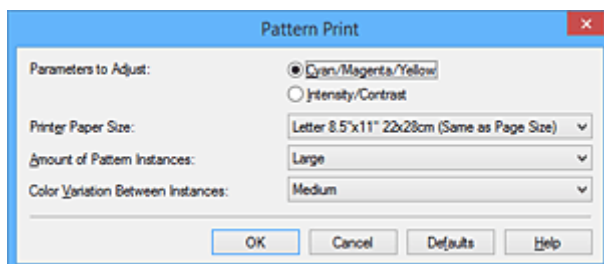 Pattern Print
Parameters to Adjust:
Cyan/Magenta/Yellow
Intensity/Contrast
Printer Paper Size:
Letter 8.5"x11" 22x28cm (Same as Page Size)
Amount of Pattern Instances:
Large
Color Variation Between Instances:
Medium
OK Cancel Defaults Help